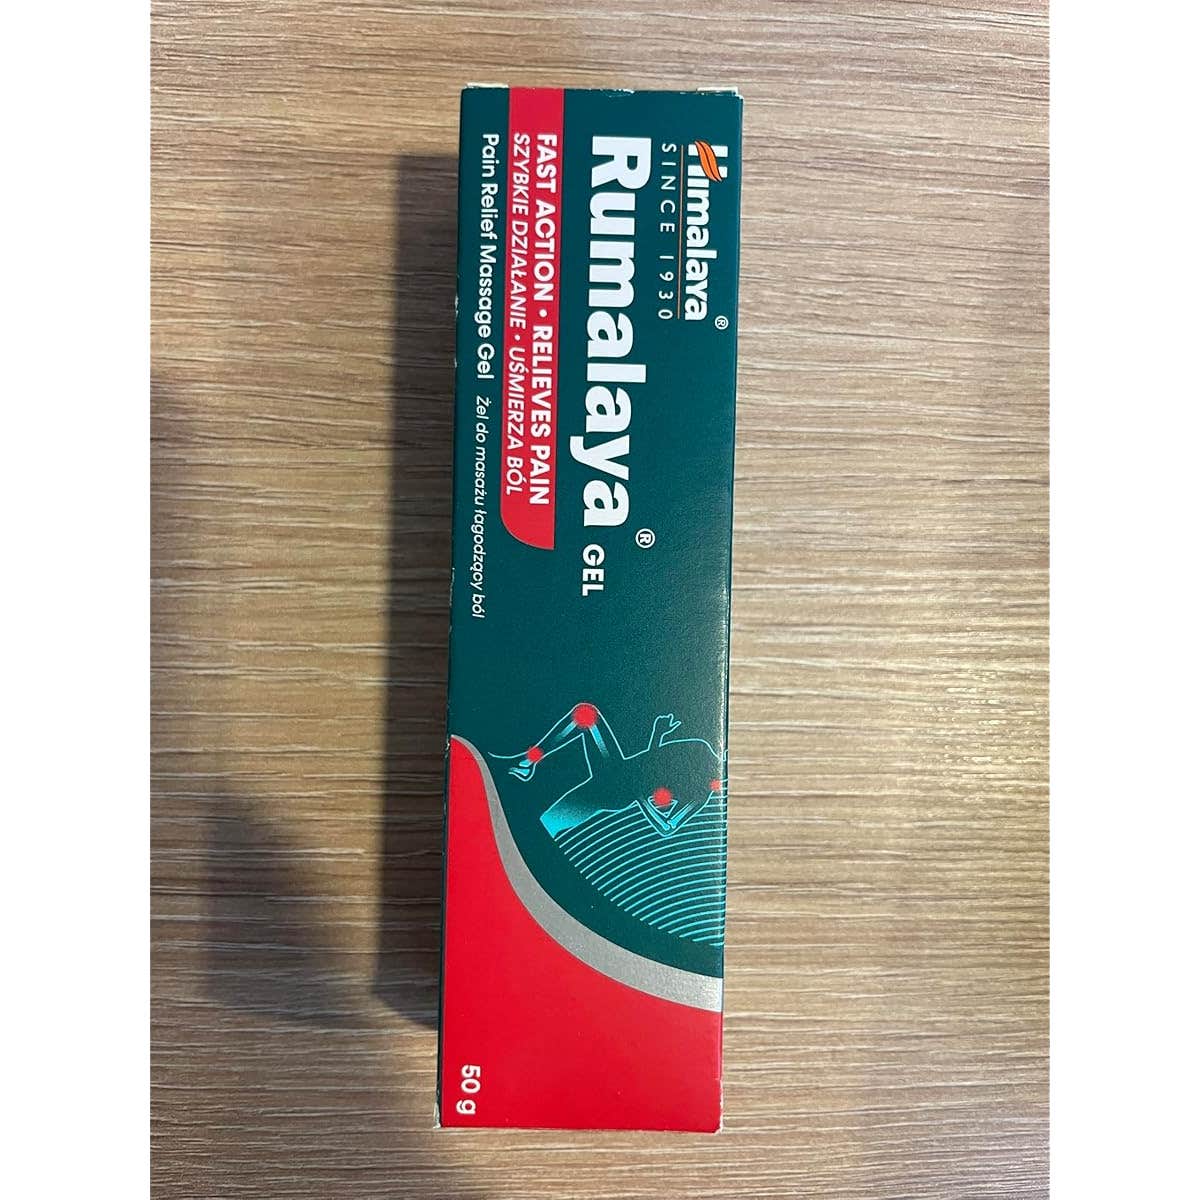 Himalaya®
SINCE 1930
Rumalaya® GEL
FAST ACTION • RELIEVES PAIN
SZYBKIE DZIAŁANIE • UŚMIERZA BÓL
Pain Relief Massage Gel Żel do masażu łagodzący ból
50 g